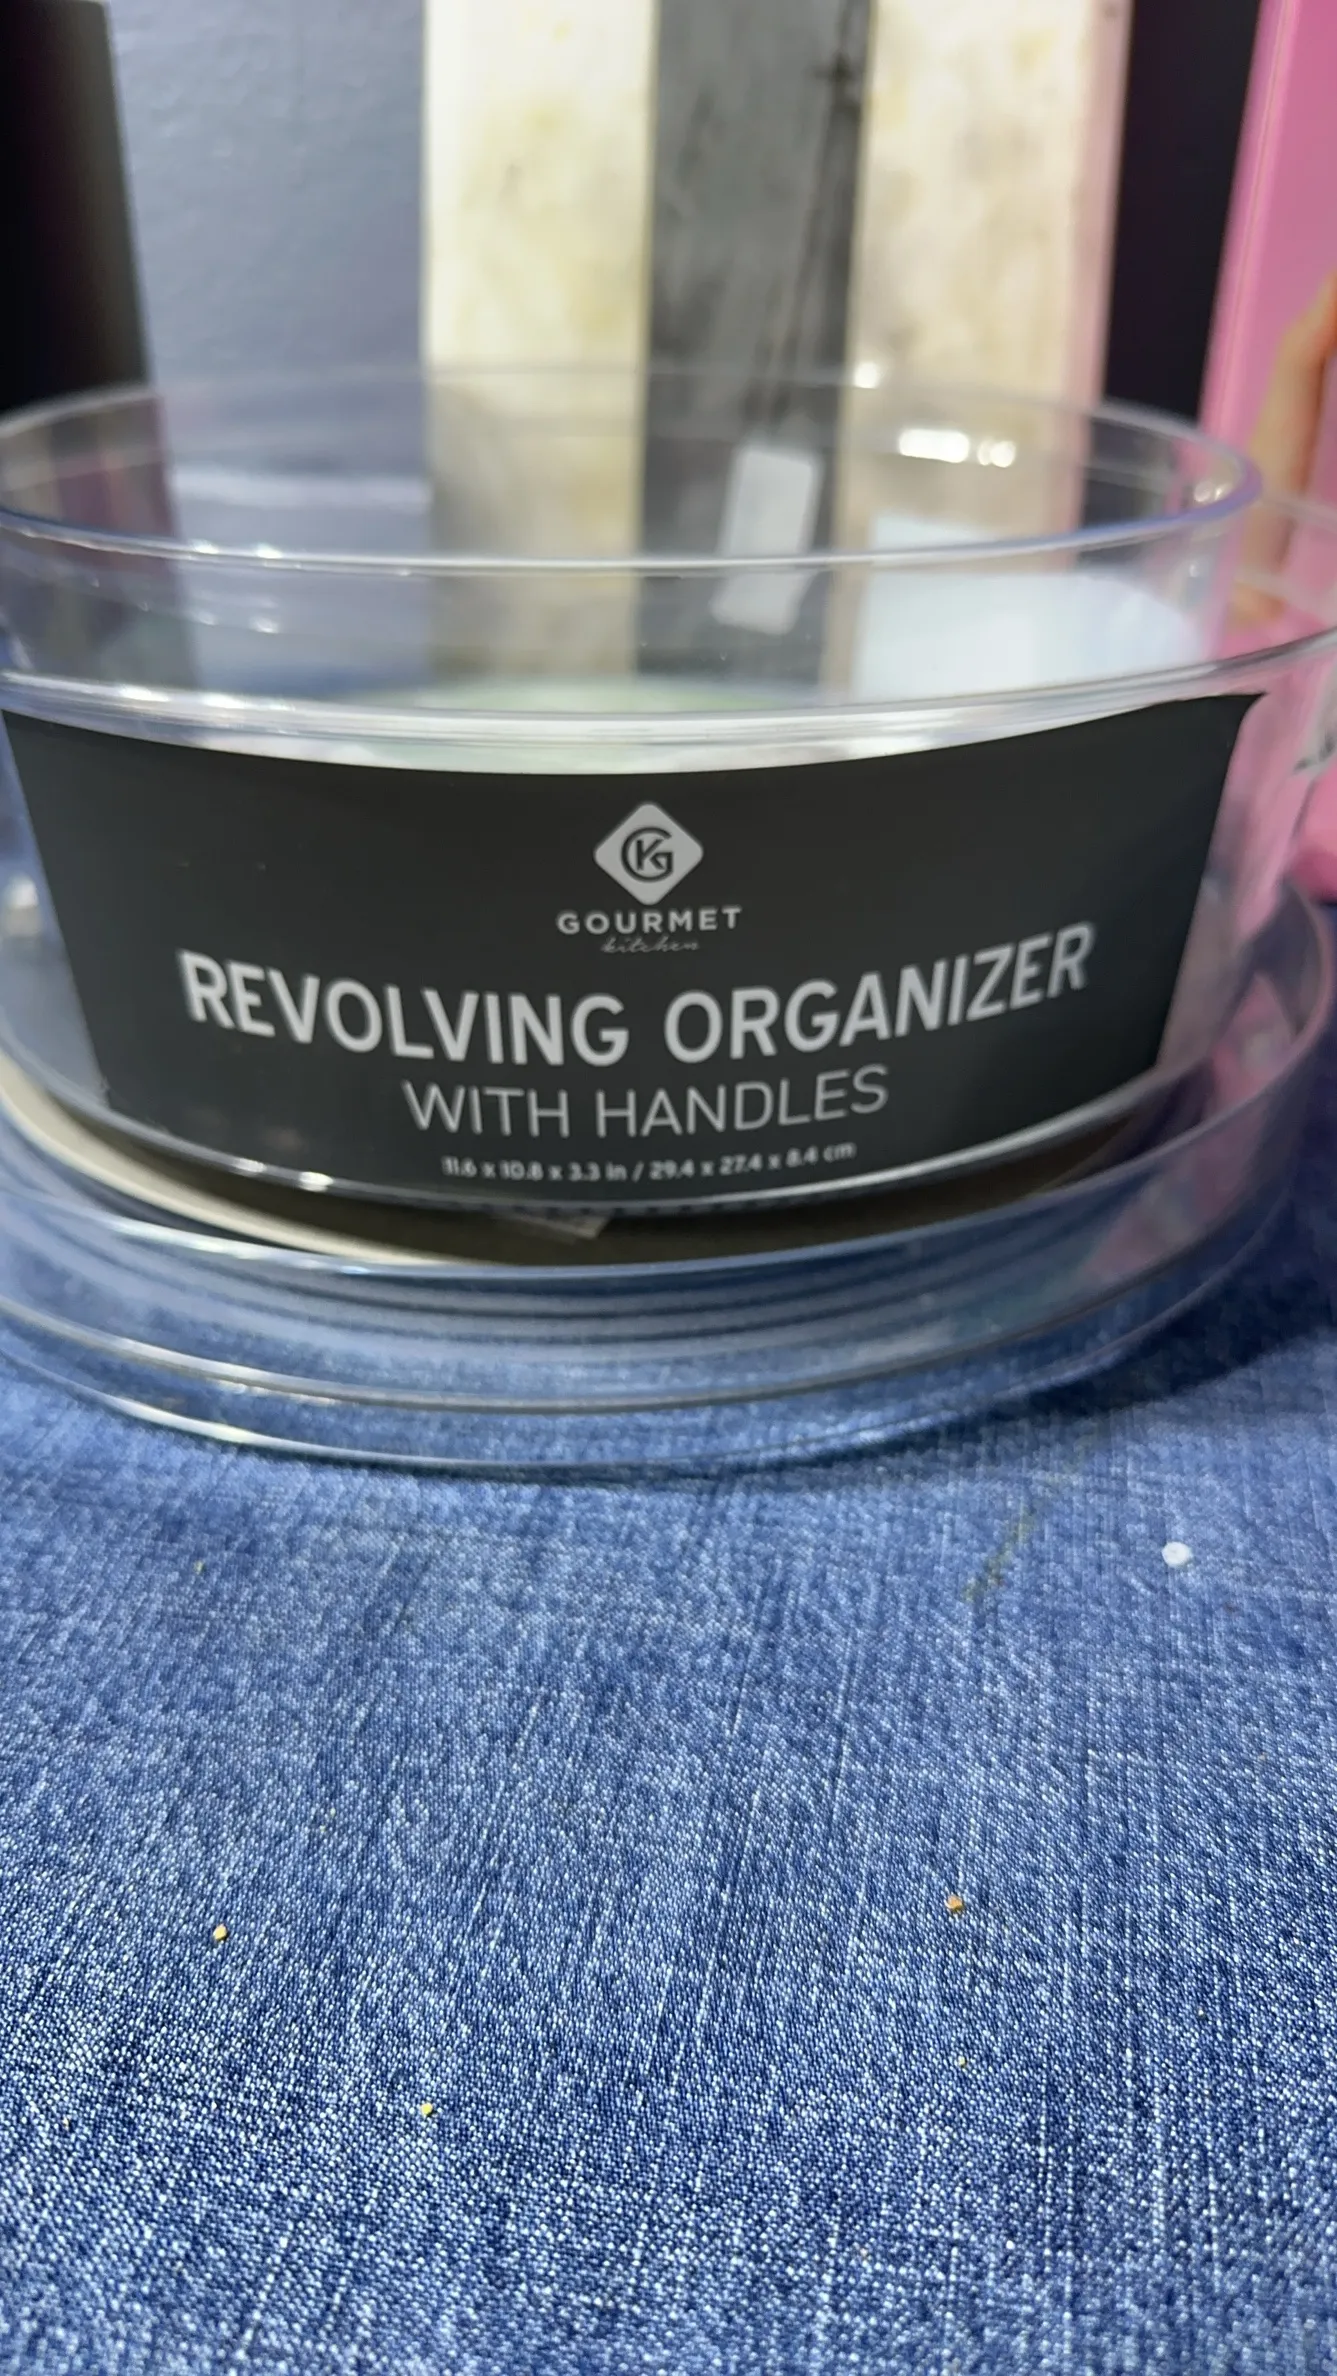 GK
GOURMET
kitchen
REVOLVING ORGANIZER
WITH HANDLES
11.6 x 10.8 x 3.3 in / 29.4 x 27.4 x 8.4 cm